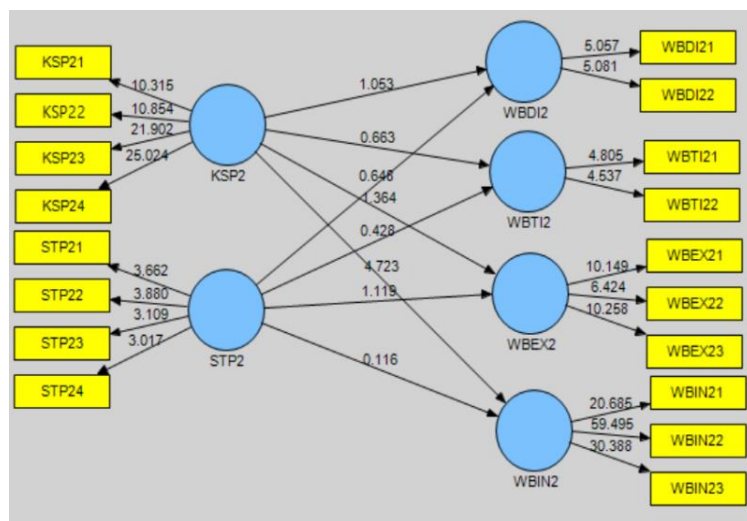 KSP21
KSP22
KSP23
KSP24
STP21
STP22
STP23
STP24
10.315
10.854
21.902
25.024
3.662
3.880
3.109
3.017
KSP2
STP2
1.053
0.663
0.648
1.364
0.428
4.723
1.119
0.116
WBDI2
WBTI2
WBEX2
WBIN2
5.057
5.081
4.805
4.537
10.149
6.424
10.258
20.685
59.495
30.388
WBDI21
WBDI22
WBTI21
WBTI22
WBEX21
WBEX22
WBEX23
WBIN21
WBIN22
WBIN23